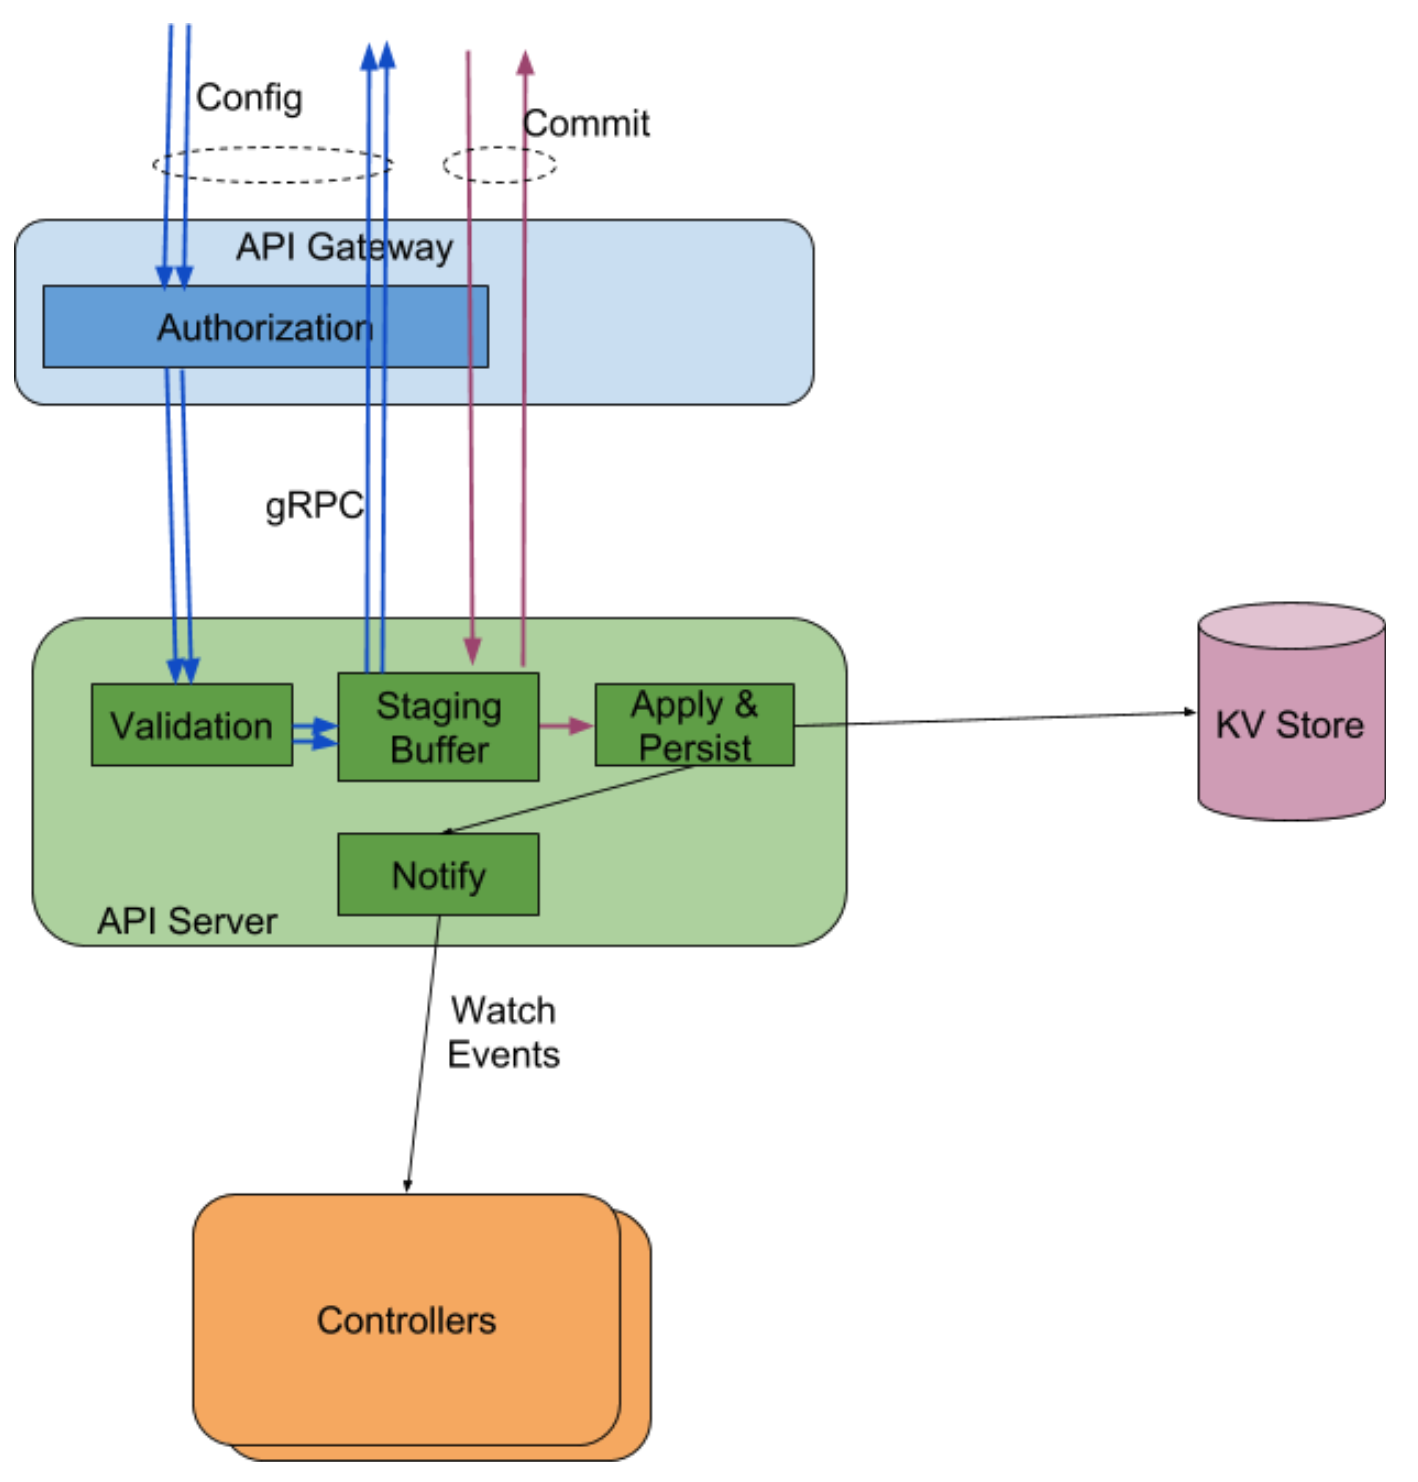 Config
Commit
API Gateway
Authorization
gRPC
Validation
Staging
Buffer
Apply &
Persist
KV Store
Notify
API Server
Watch
Events
Controllers